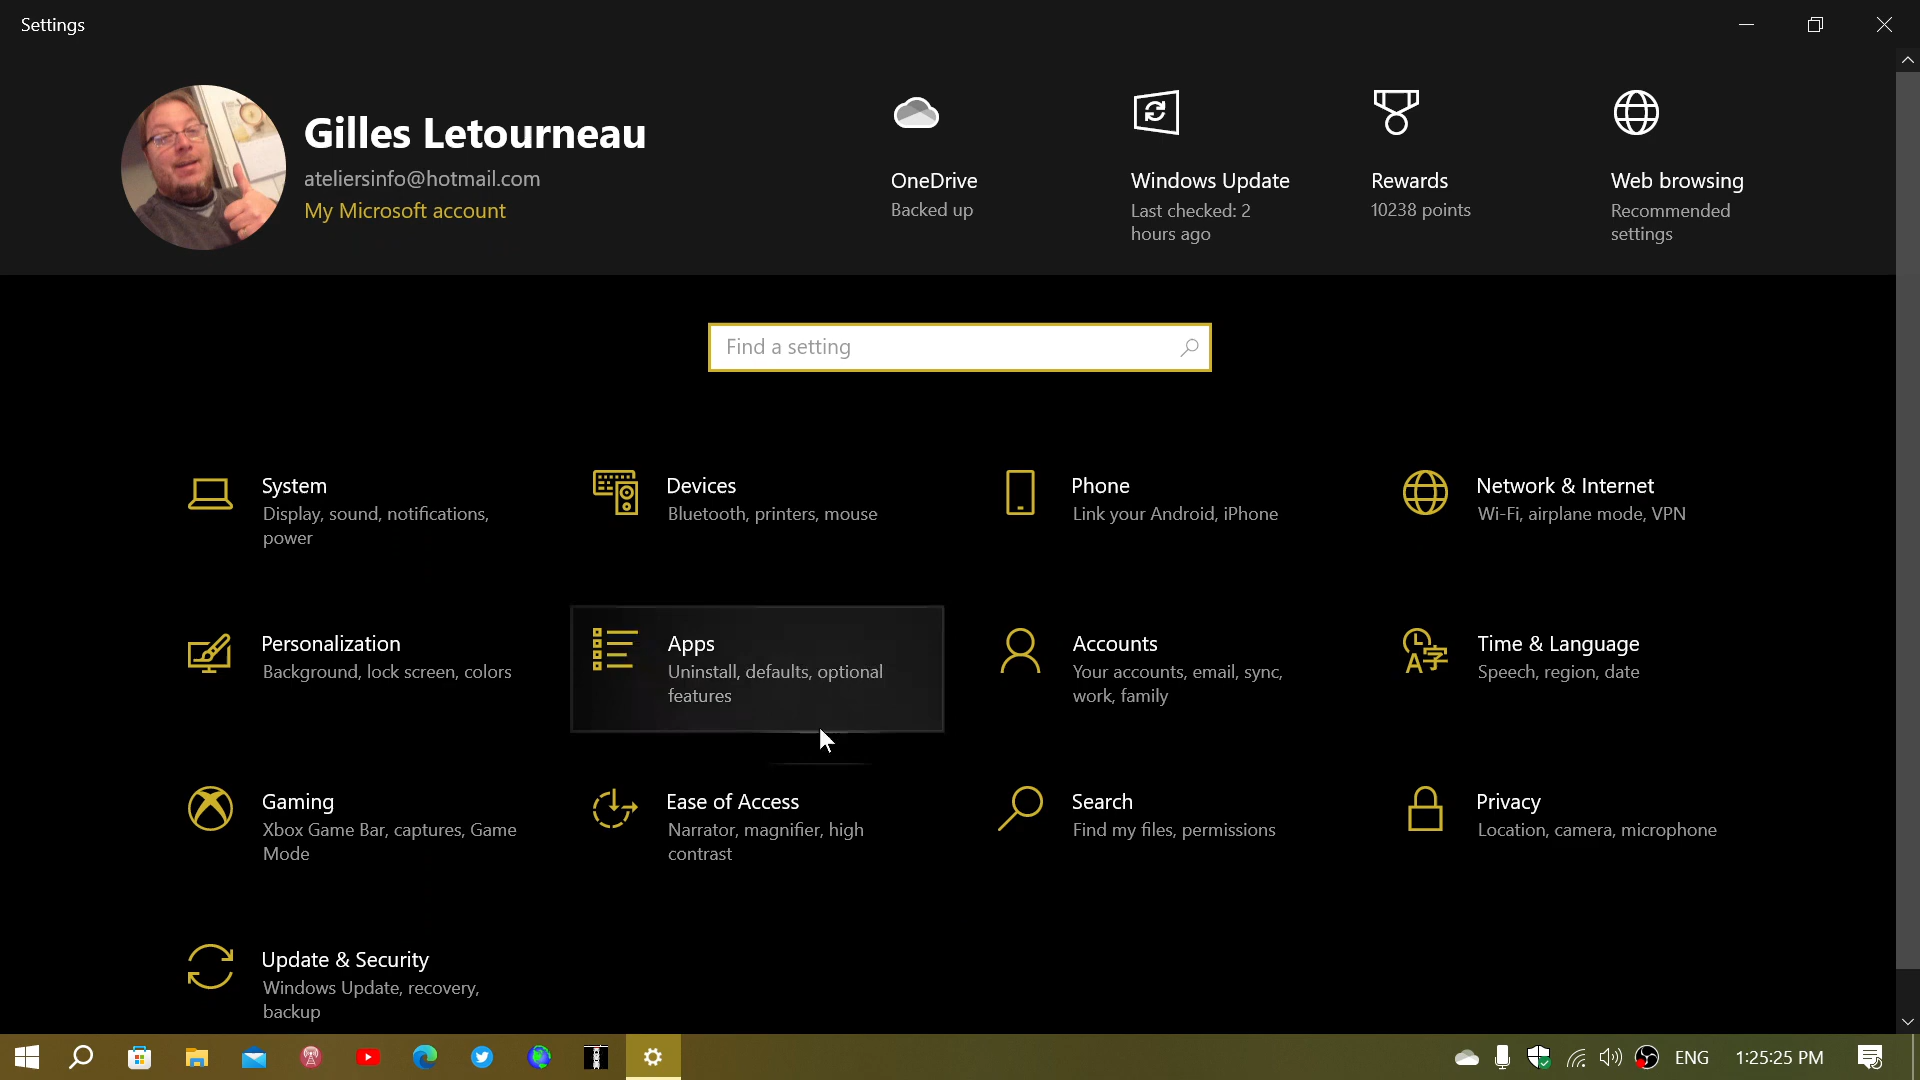 Settings
Gilles Letourneau
ateliersinfo@hotmail.com
My Microsoft account
OneDrive
Backed up
Windows Update
Last checked: 2
hours ago
Rewards
10238 points
Web browsing
Recommended
settings
Find a setting
System
Display, sound, notifications,
power
Devices
Bluetooth, printers, mouse
Phone
Link your Android, iPhone
Network & Internet
Wi-Fi, airplane mode, VPN
Personalization
Background, lock screen, colors
Apps
Uninstall, defaults, optional
features
Accounts
Your accounts, email, sync,
work, family
Time & Language
Speech, region, date
Gaming
Xbox Game Bar, captures, Game
Mode
Ease of Access
Narrator, magnifier, high
contrast
Search
Find my files, permissions
Privacy
Location, camera, microphone
Update & Security
Windows Update, recovery,
backup
ENG
1:25:25 PM